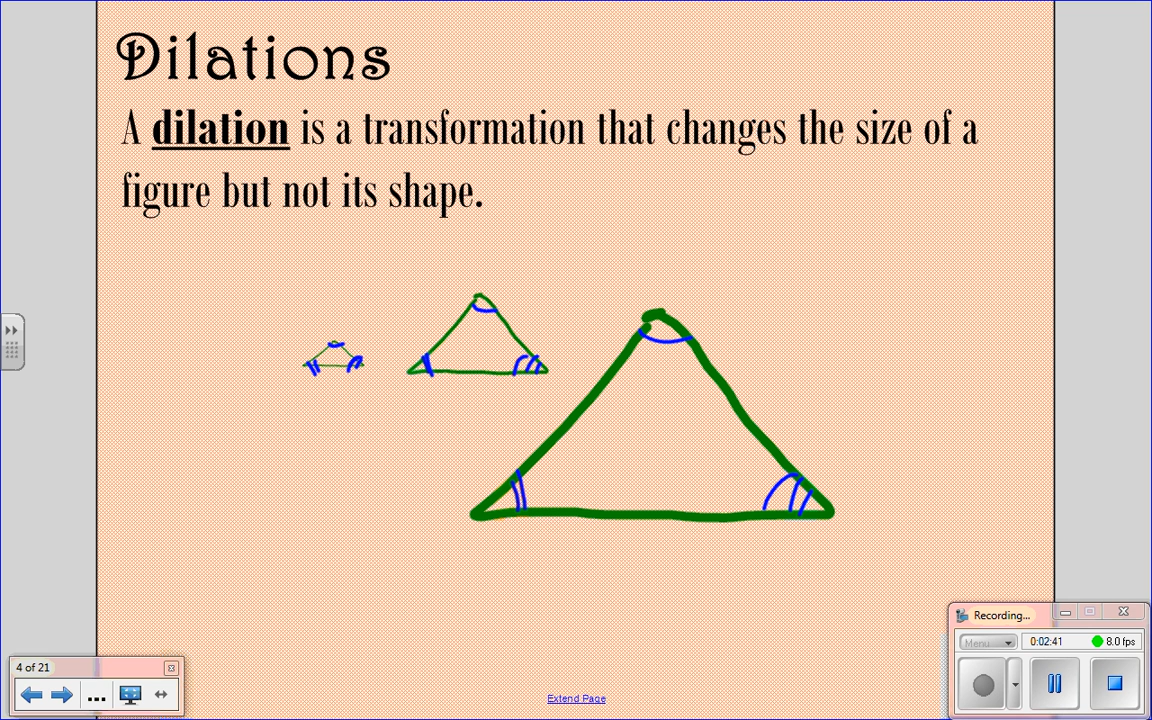 Dilations
A dilation is a transformation that changes the size of a
figure but not its shape.
Recording...
Menu
0:02:41
8.0 fps
4 of 21
...
Extend Page